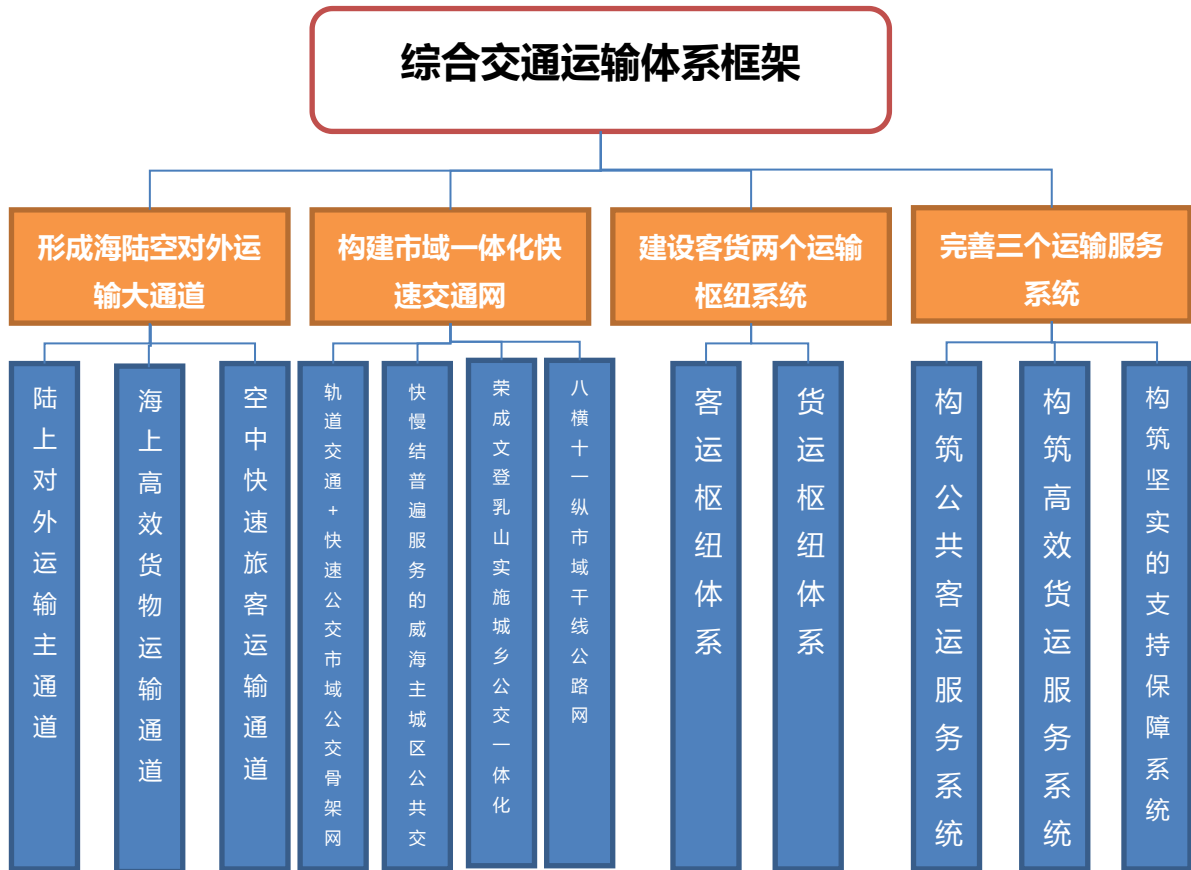 综合交通运输体系框架
形成海陆空对外运
输大通道
构建市域一体化快
速交通网
建设客货两个运输
枢纽系统
完善三个运输服务
系统
陆上对外运输主通道
海上高效货物运输通道
空中快速旅客运输通道
轨道交通+快速公交市域公交骨架网
快慢结普遍服务的威海主城区公共交
荣成文登乳山实施城乡公交一体化
八横十一纵市域干线公路网
客运枢纽体系
货运枢纽体系
构筑公共客运服务系统
构筑高效货运服务系统
构筑坚实的支持保障系统